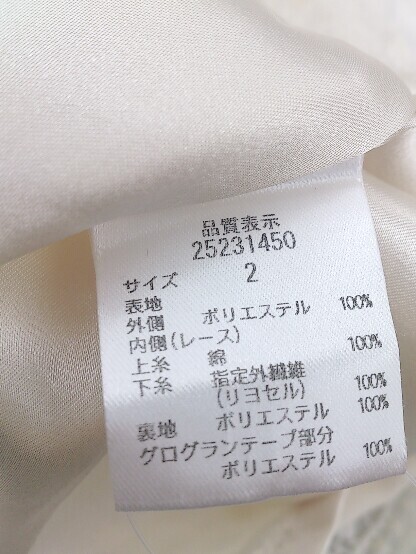 品質表示
25231450
サイズ 2
表地
外側 ポリエステル 100%
内側(レース)
上糸 綿 100%
下糸 指定外繊維
(リヨセル) 100%
裏地 ポリエステル 100%
グログランテープ部分
ポリエステル 100%